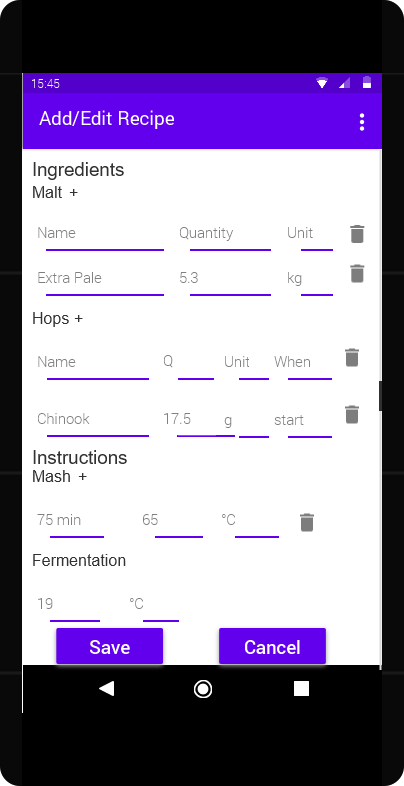 15:45
Add/Edit Recipe
Ingredients
Malt +
Name Quantity Unit
Extra Pale 5.3 kg
Hops +
Name Q Unit When
Chinook 17.5 g start
Instructions
Mash +
75 min 65 °C
Fermentation
19 °C
Save Cancel